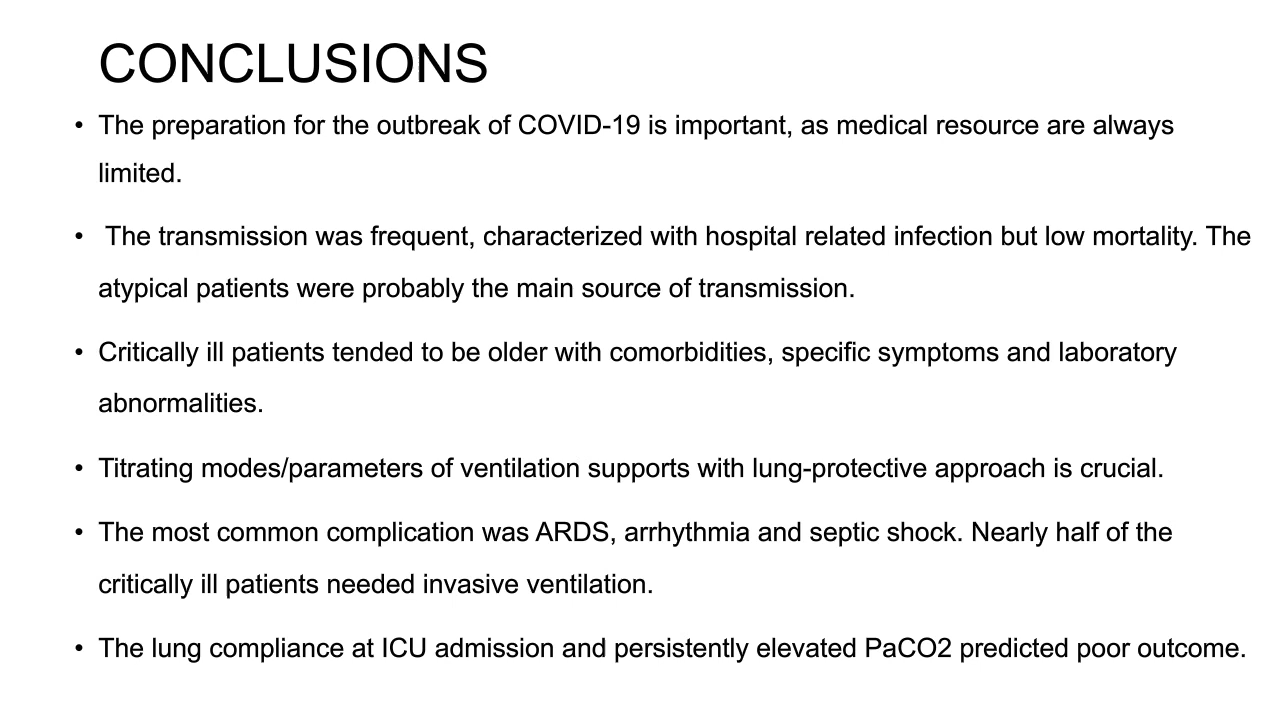 CONCLUSIONS
• The preparation for the outbreak of COVID-19 is important, as medical resource are always
limited.
• The transmission was frequent, characterized with hospital related infection but low mortality. The
atypical patients were probably the main source of transmission.
• Critically ill patients tended to be older with comorbidities, specific symptoms and laboratory
abnormalities.
• Titrating modes/parameters of ventilation supports with lung-protective approach is crucial.
• The most common complication was ARDS, arrhythmia and septic shock. Nearly half of the
critically ill patients needed invasive ventilation.
• The lung compliance at ICU admission and persistently elevated PaCO2 predicted poor outcome.